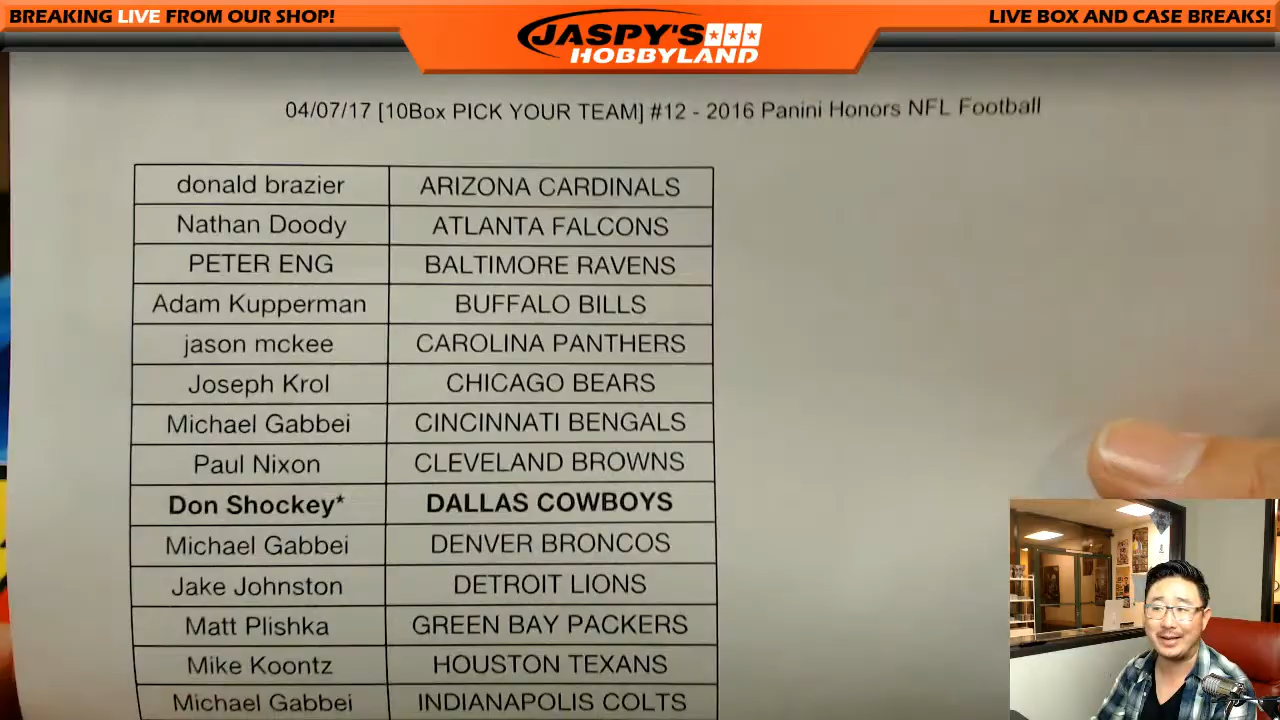 BREAKING LIVE FROM OUR SHOP!
JASPY'S
HOBBYLAND
LIVE BOX AND CASE BREAKS!
04/07/17 [10Box PICK YOUR TEAM] #12 - 2016 Panini Honors NFL Football
donald brazier ARIZONA CARDINALS
Nathan Doody ATLANTA FALCONS
PETER ENG BALTIMORE RAVENS
Adam Kupperman BUFFALO BILLS
jason mckee CAROLINA PANTHERS
Joseph Krol CHICAGO BEARS
Michael Gabbei CINCINNATI BENGALS
Paul Nixon CLEVELAND BROWNS
Don Shockey* DALLAS COWBOYS
Michael Gabbei DENVER BRONCOS
Jake Johnston DETROIT LIONS
Matt Plishka GREEN BAY PACKERS
Mike Koontz HOUSTON TEXANS
Michael Gabbei INDIANAPOLIS COLTS